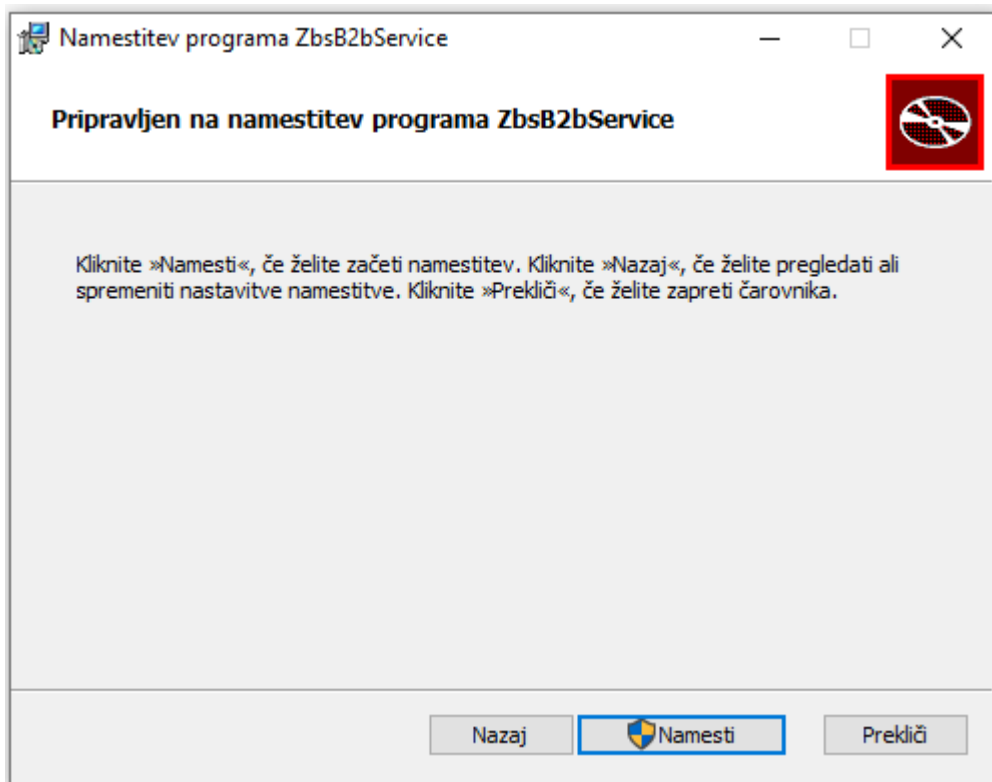 Namestitev programa ZbsB2bService
Pripravljen na namestitev programa ZbsB2bService
Kliknite »Namesti«, če želite začeti namestitev. Kliknite »Nazaj«, če želite pregledati ali
spremeniti nastavitve namestitve. Kliknite »Prekliči«, če želite zapreti čarovnika.
Nazaj
Namesti
Prekliči